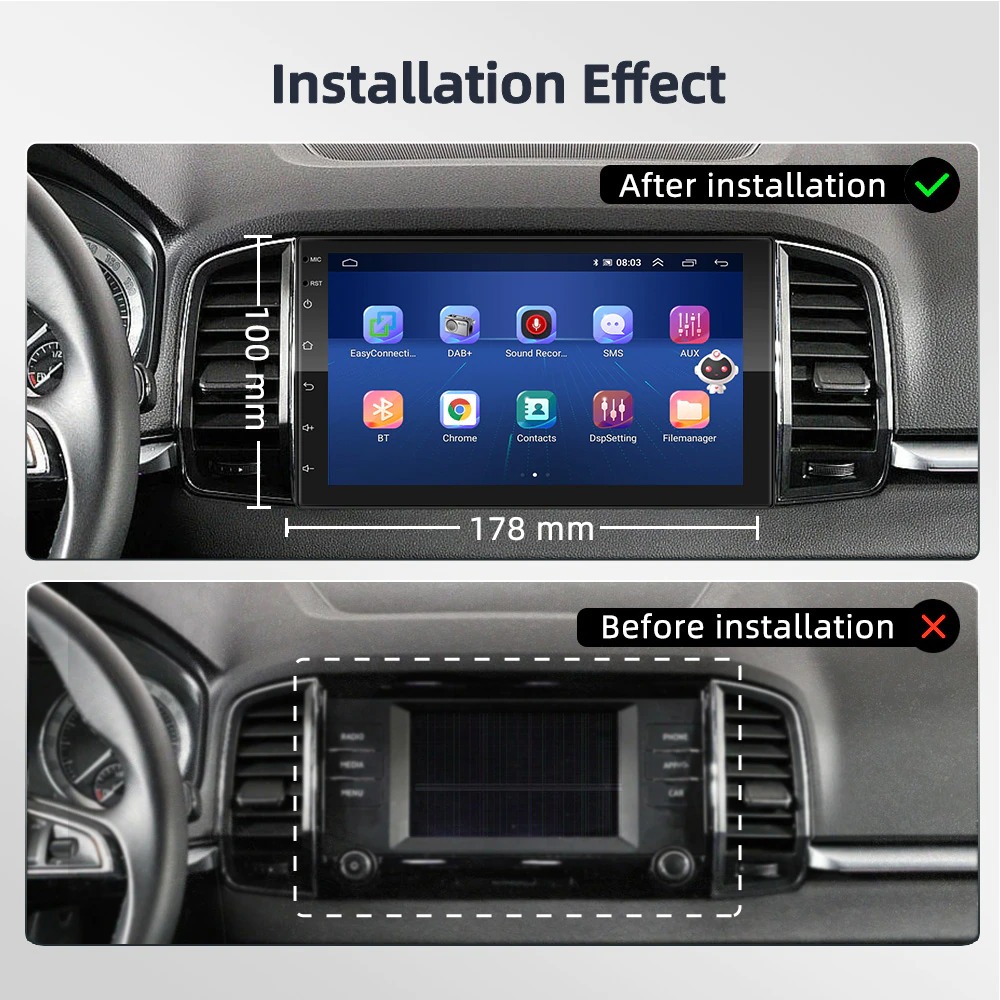 Installation Effect
After installation
MIC
RST
08:03
EasyConnecti...
DAB+
Sound Recor...
SMS
AUX
BT
Chrome
Contacts
DspSetting
Filemanager
100 mm
178 mm
Before installation
RADIO
PHONE
MEDIA
MENU
CAR